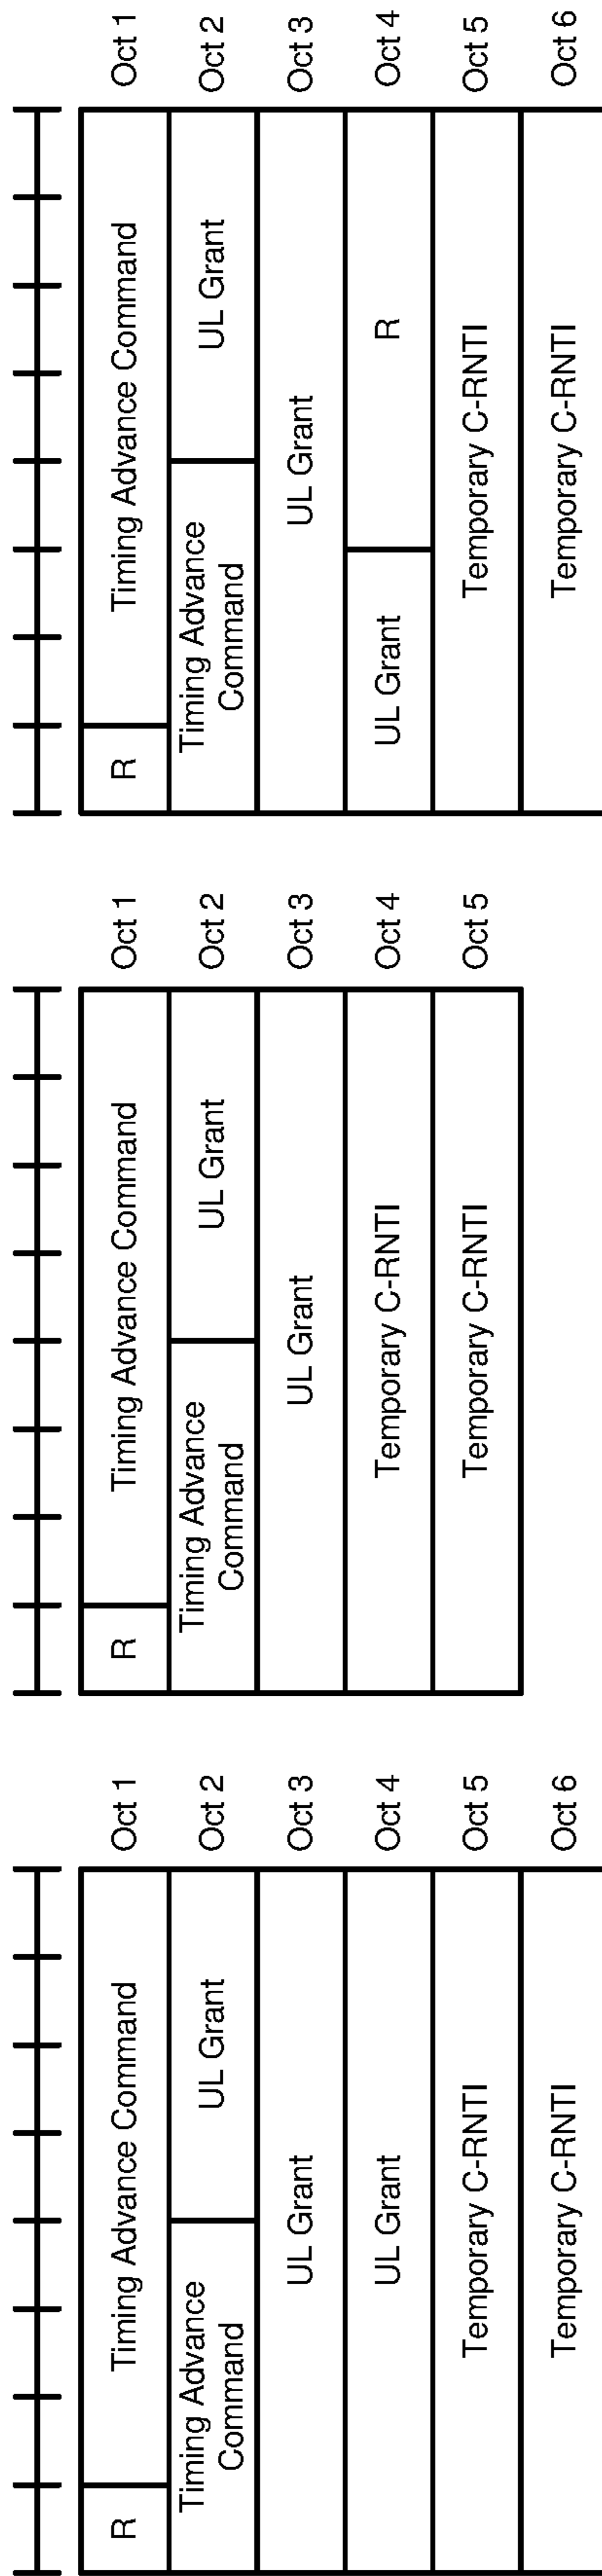 R
Timing Advance Command
Oct 1
Timing Advance
Command
UL Grant
Oct 2
UL Grant
Oct 3
UL Grant
Oct 4
Temporary C-RNTI
Oct 5
Temporary C-RNTI
Oct 6
R
Timing Advance Command
Oct 1
Timing Advance
Command
UL Grant
Oct 2
UL Grant
Oct 3
Temporary C-RNTI
Oct 4
Temporary C-RNTI
Oct 5
R
Timing Advance Command
Oct 1
Timing Advance
Command
UL Grant
Oct 2
UL Grant
Oct 3
UL Grant
R
Oct 4
Temporary C-RNTI
Oct 5
Temporary C-RNTI
Oct 6